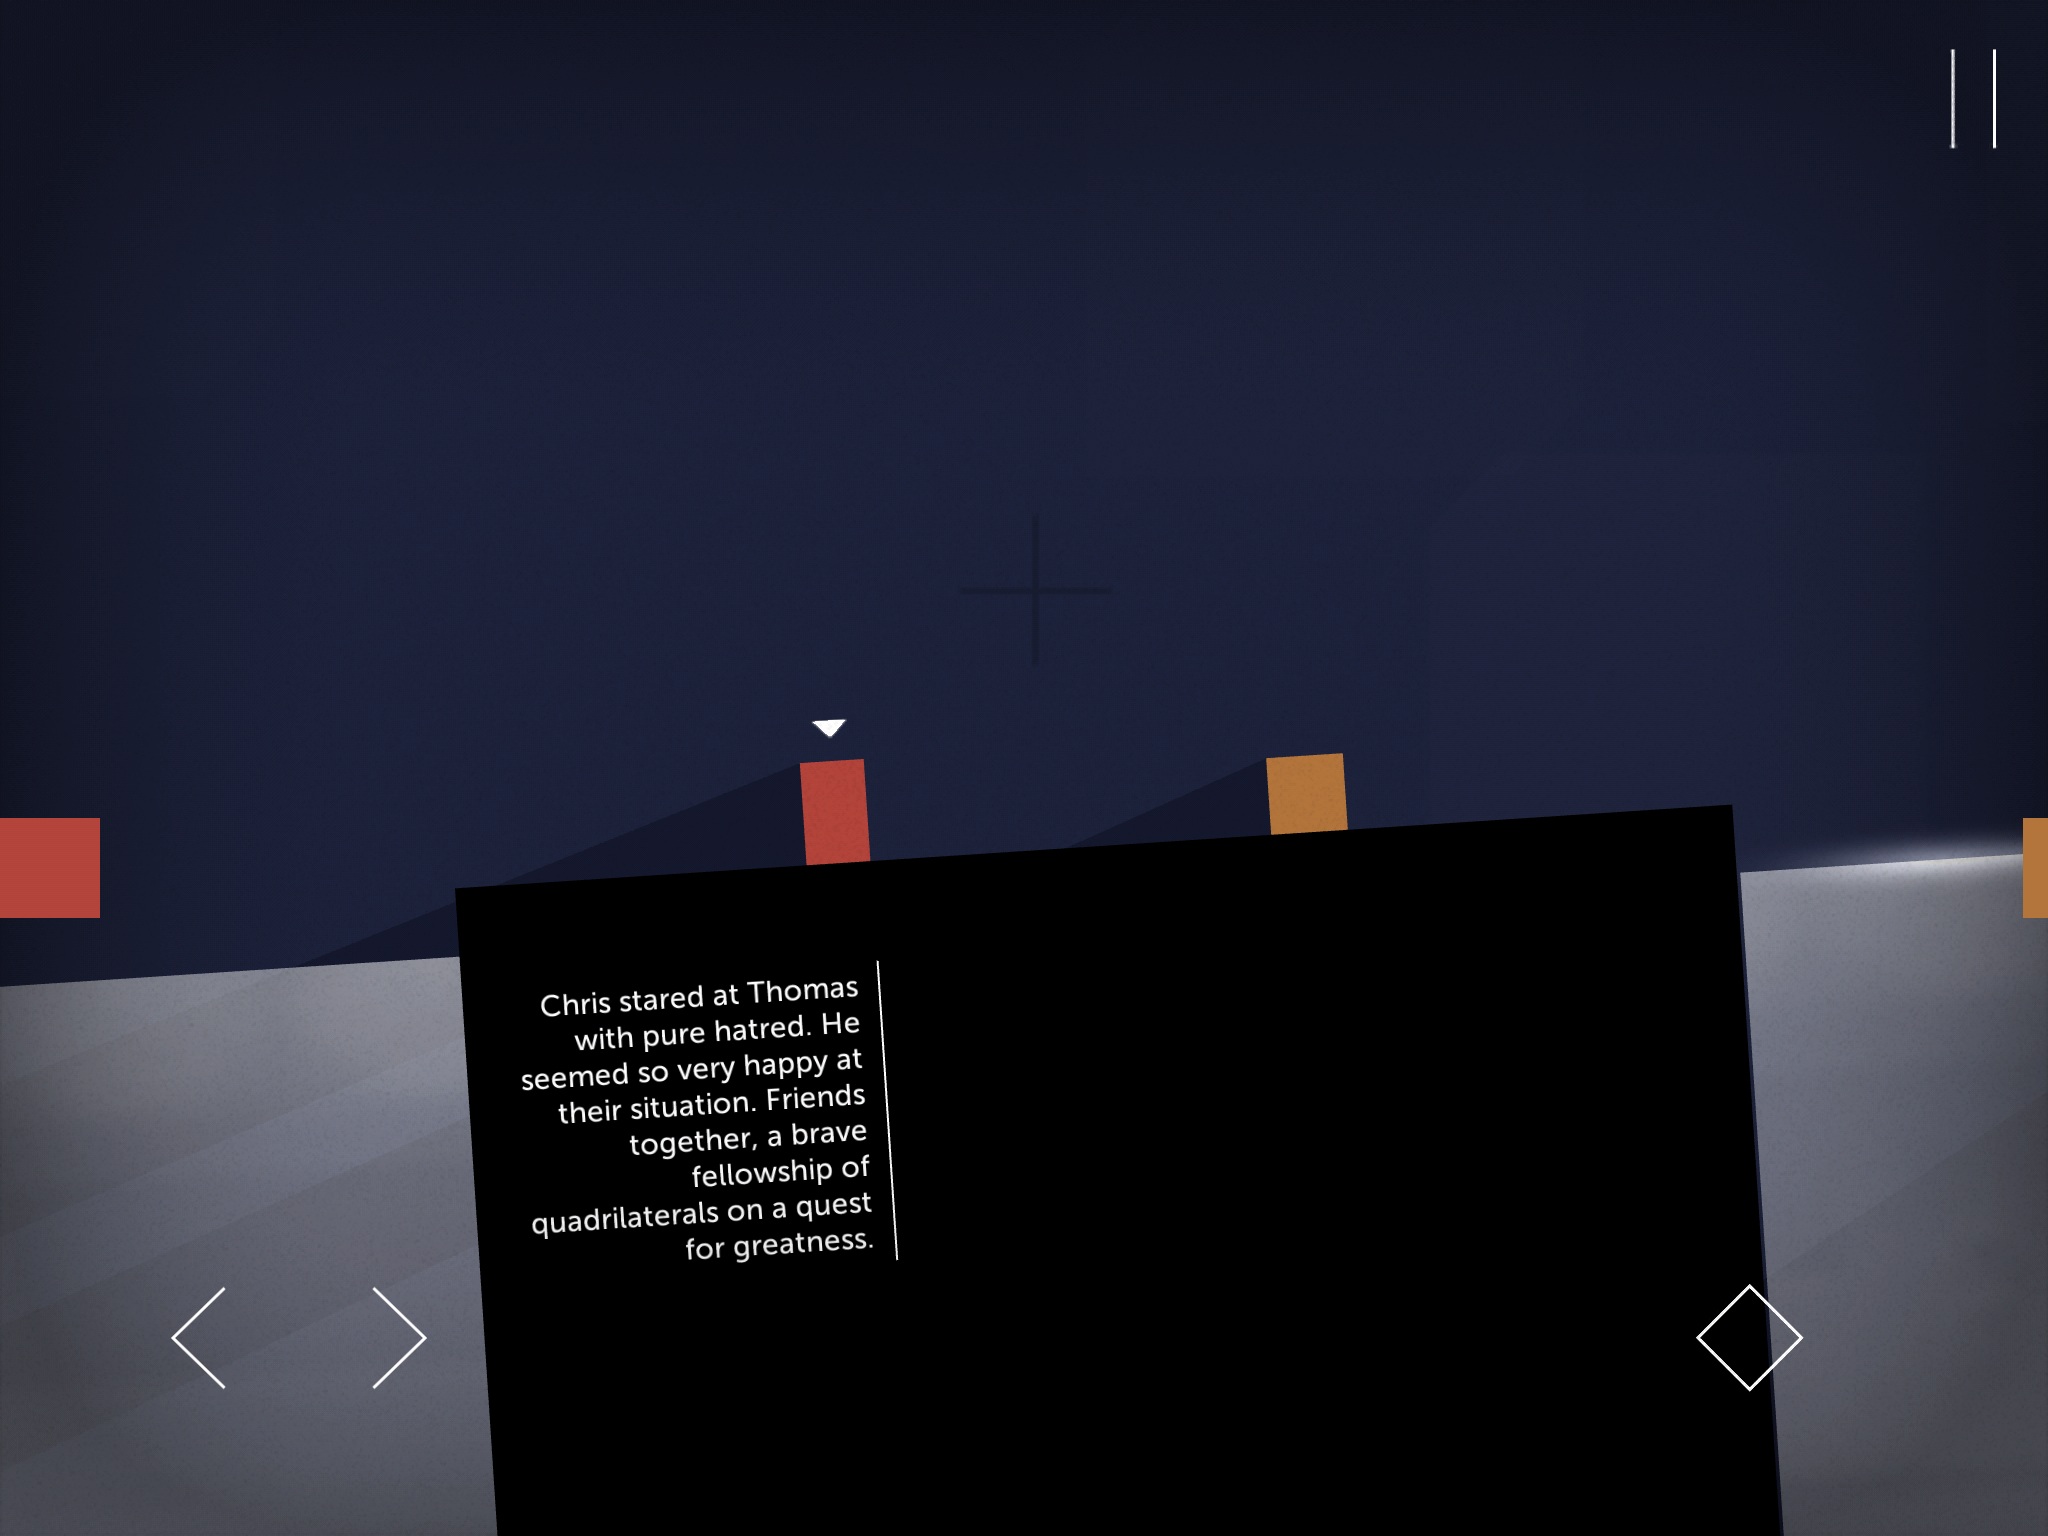 Chris stared at Thomas
with pure hatred. He
seemed so very happy at
their situation. Friends
together, a brave
fellowship of
quadrilaterals on a quest
for greatness.